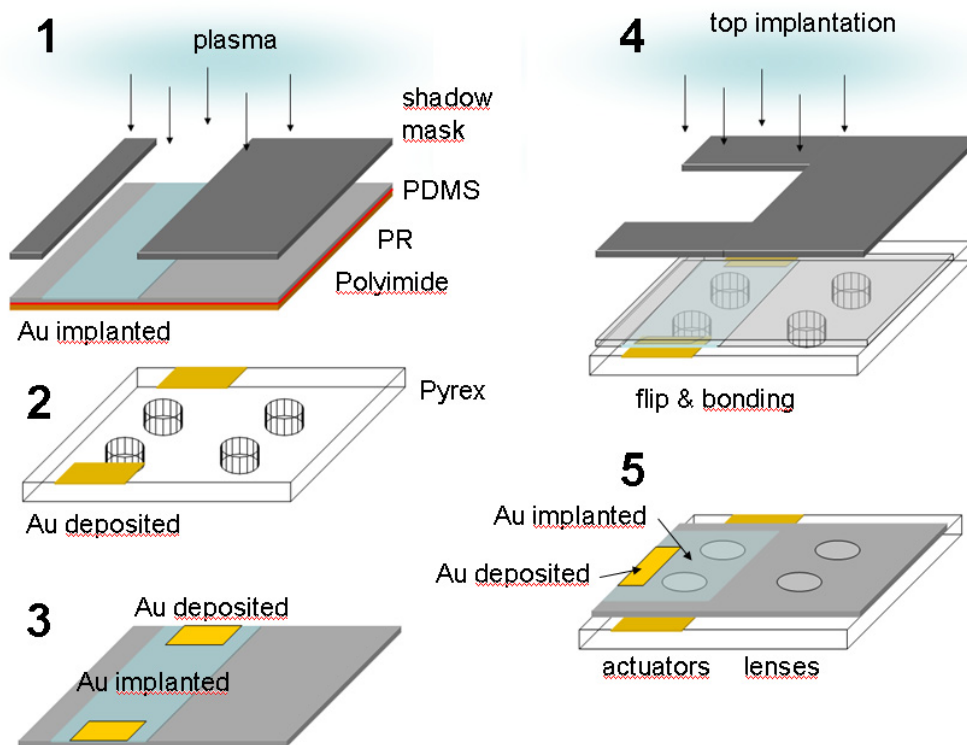 1
plasma
shadow
mask
PDMS
PR
Polyimide
Au implanted
2
Pyrex
Au deposited
3
Au deposited
Au implanted
4
top implantation
flip & bonding
5
Au implanted
Au deposited
actuators
lenses